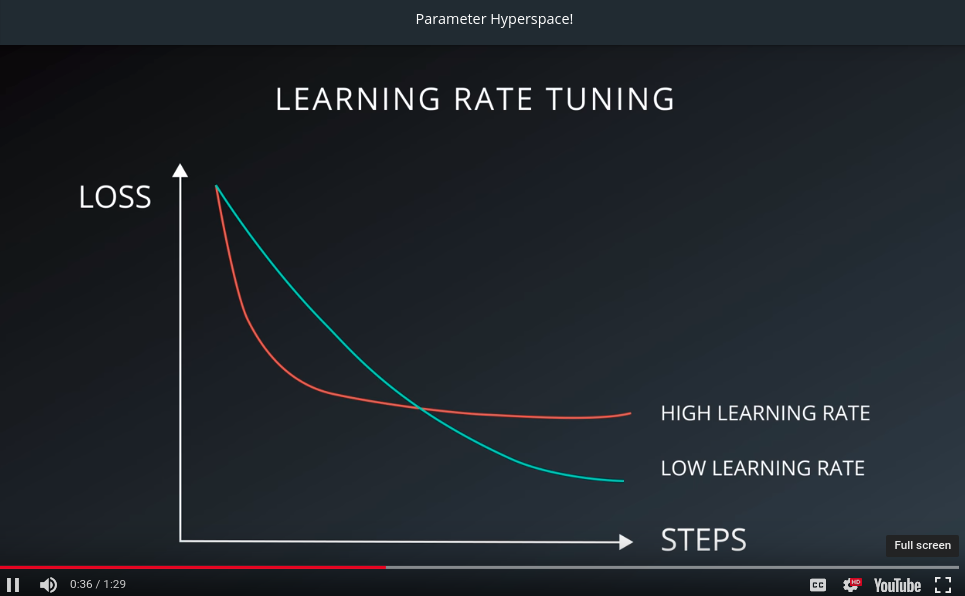 Parameter Hyperspace!
LEARNING RATE TUNING
LOSS
HIGH LEARNING RATE
LOW LEARNING RATE
STEPS
Full screen
0:36 / 1:29
CC
HD
YouTube